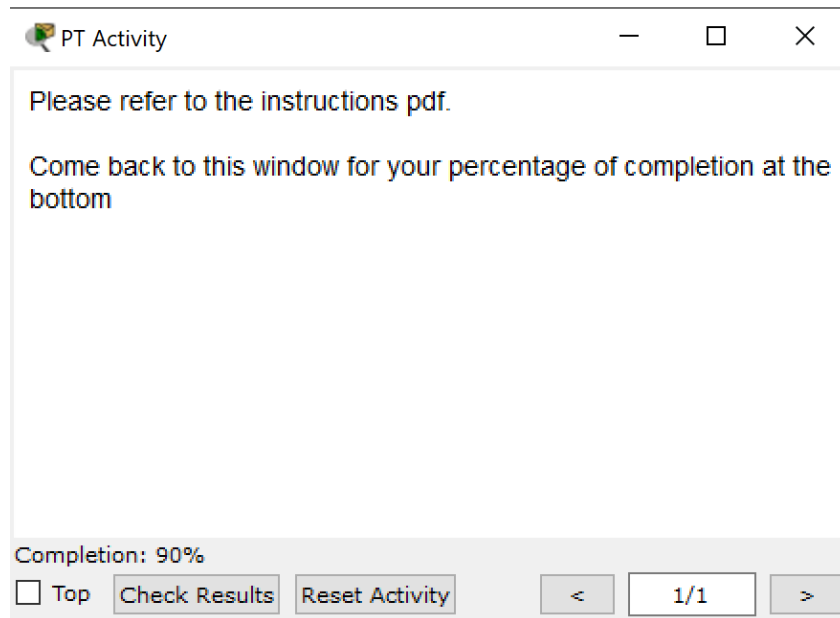 PT Activity
Please refer to the instructions pdf.
Come back to this window for your percentage of completion at the
bottom
Completion: 90%
Top Check Results Reset Activity < 1/1 >